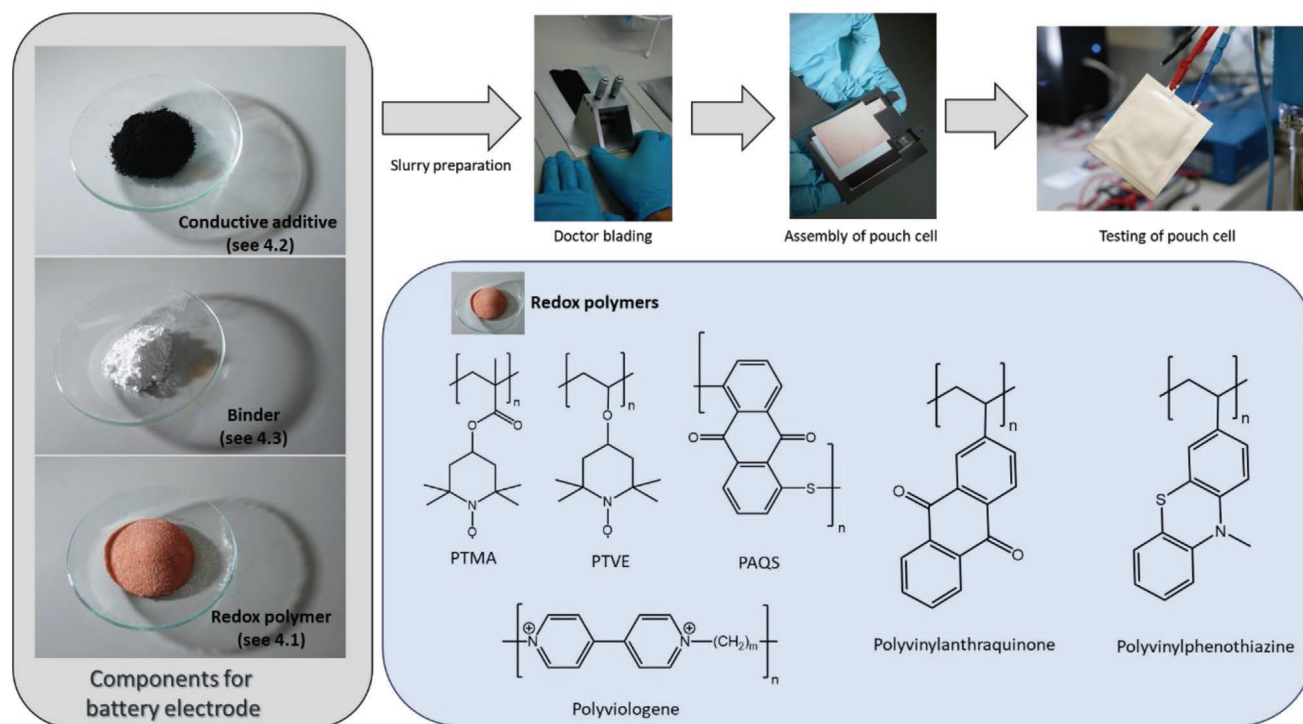 Conductive additive
(see 4.2)
Binder
(see 4.3)
Redox polymer
(see 4.1)
Components for
battery electrode
Slurry preparation
Doctor blading
Assembly of pouch cell
Testing of pouch cell
Redox polymers
n
O
O
N
O
PTMA
n
O
N
O
PTVE
O
O
S
n
PAQS
n
O
O
Polyvinylanthraquinone
n
S
N
Polyvinylphenothiazine
N+
N+
(CH2)m
n
Polyviologene